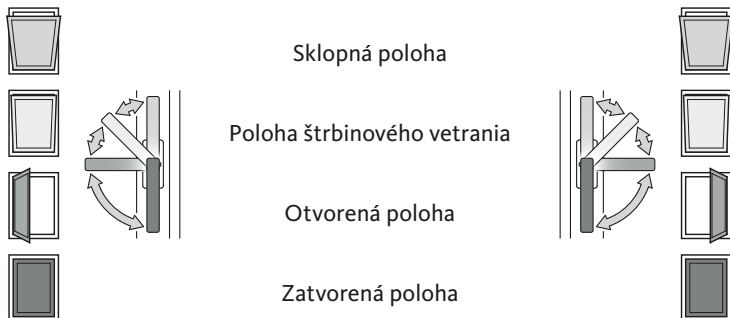 Sklopná poloha
Poloha štrbinového vetrania
Otvorená poloha
Zatvorená poloha